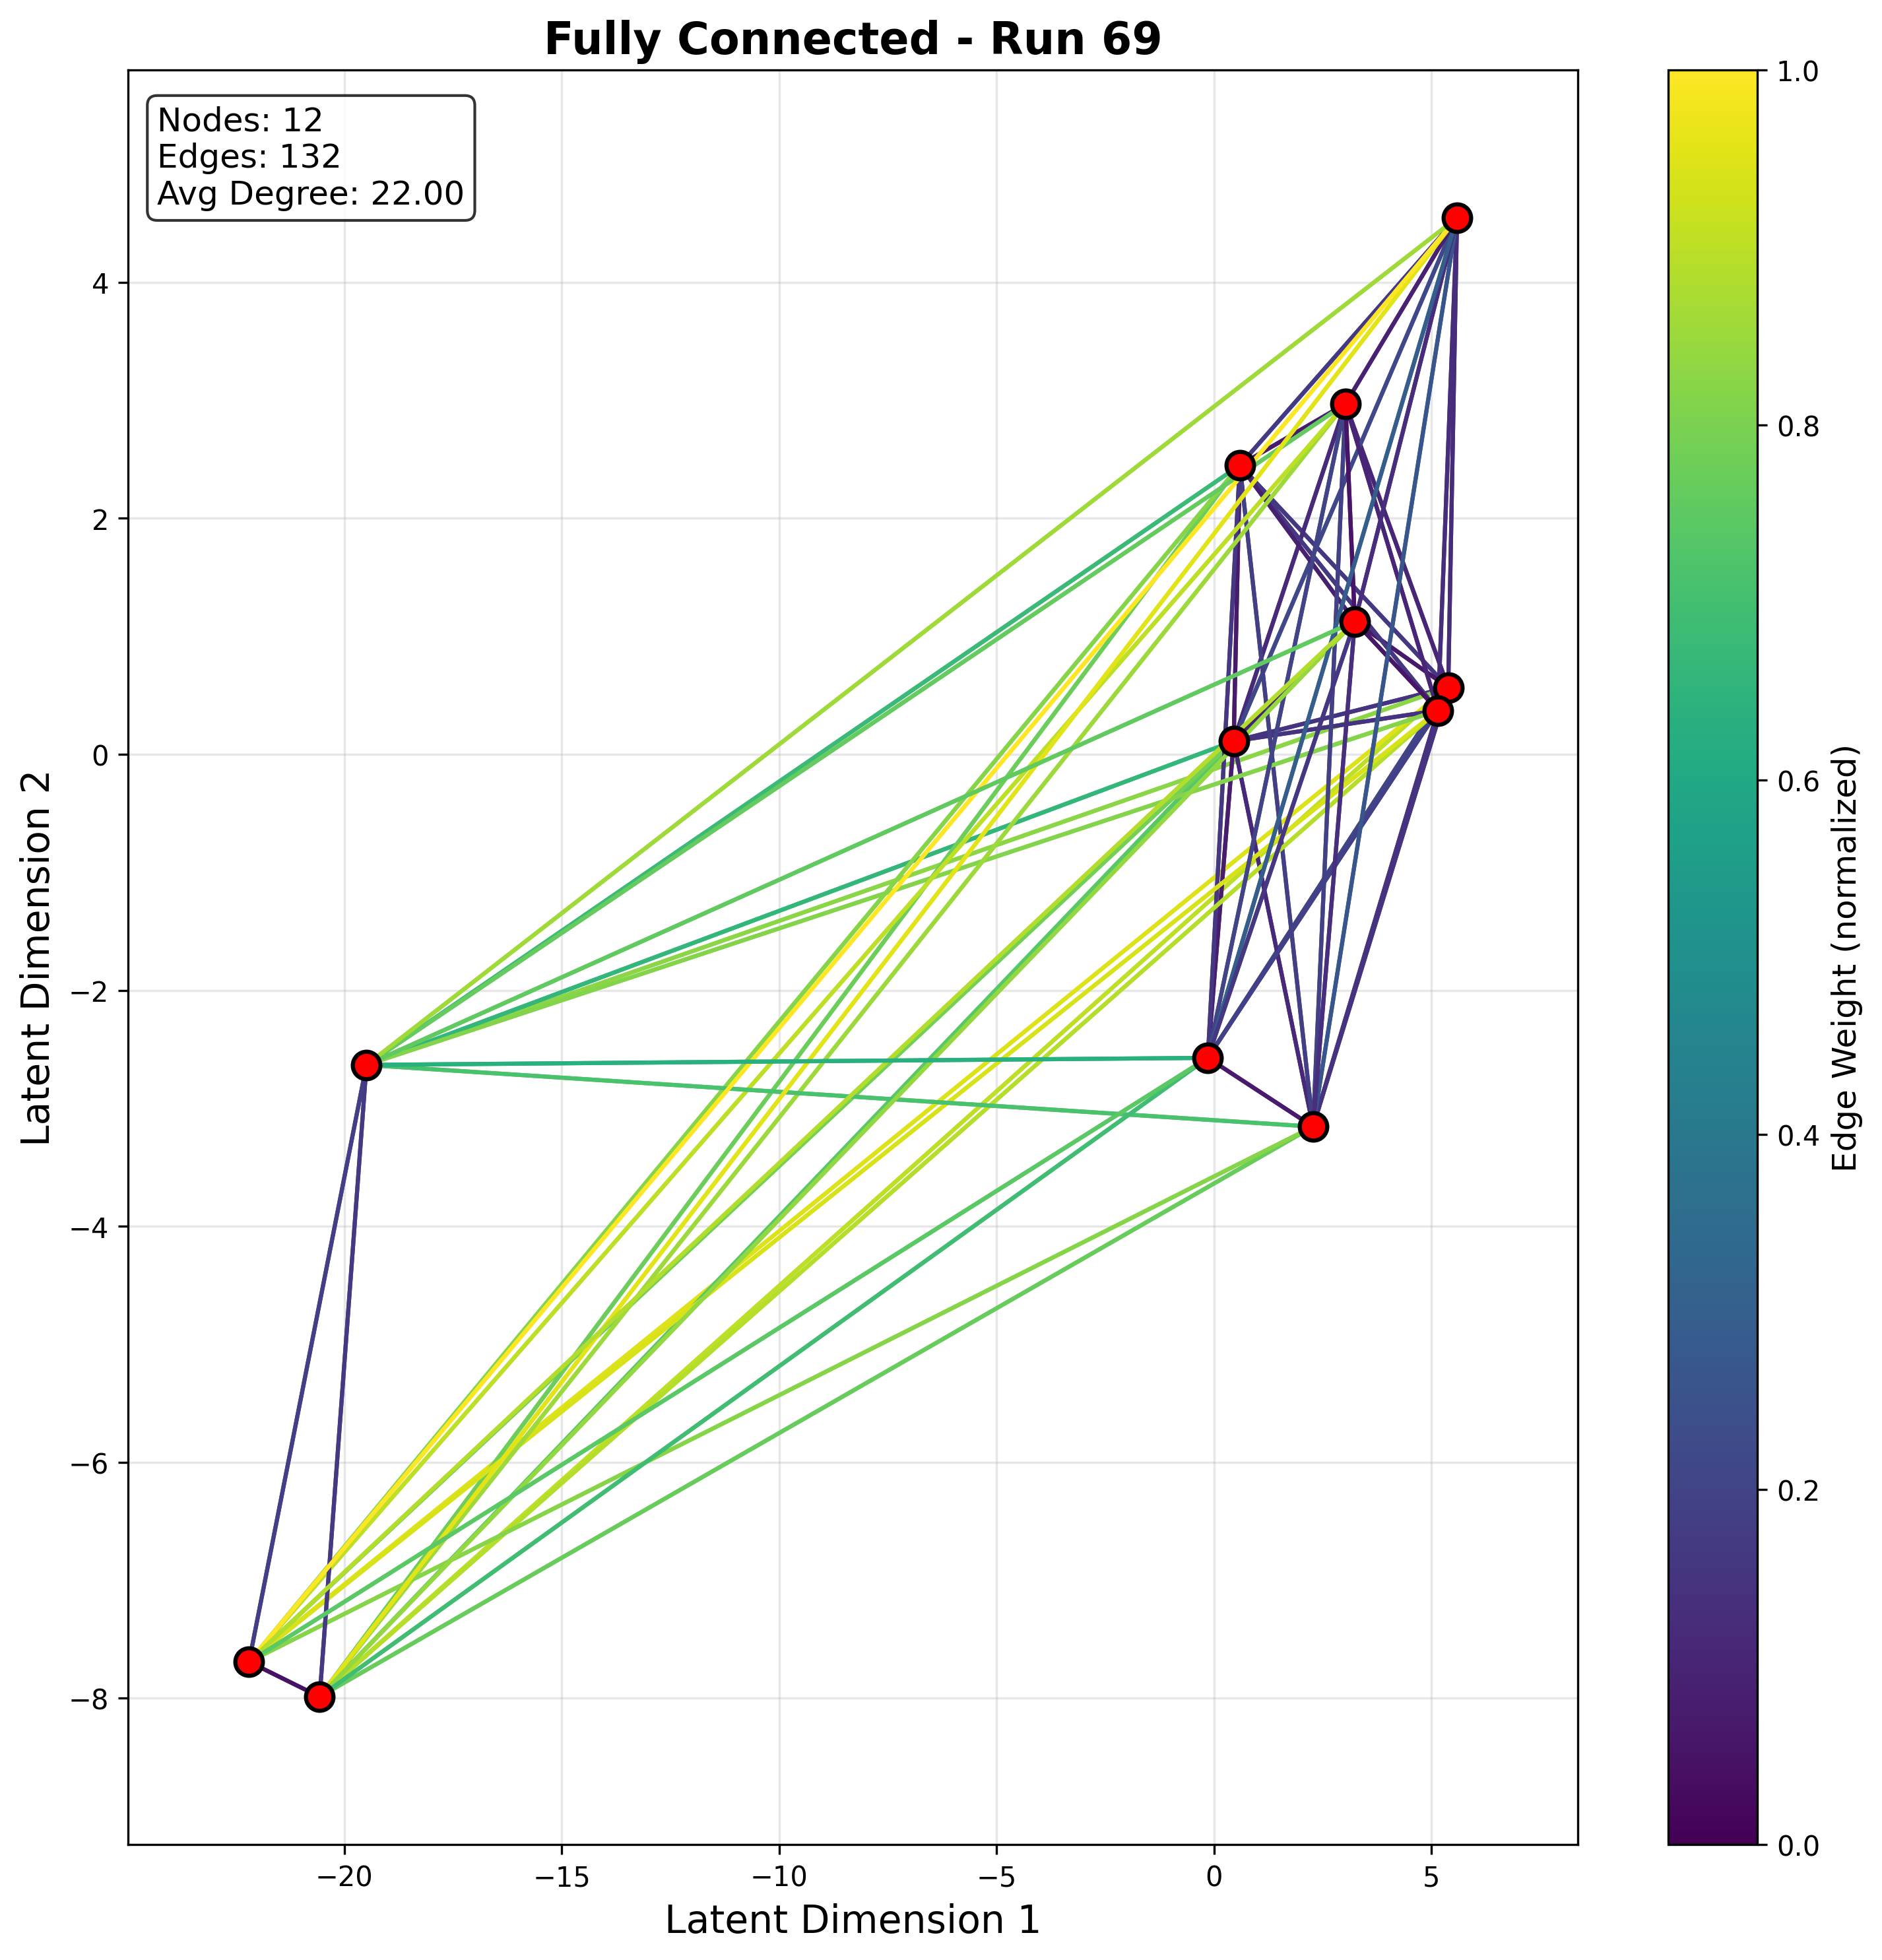 Fully Connected - Run 69
Nodes: 12
Edges: 132
Avg Degree: 22.00
4
2
0
−2
−4
−6
−8
Latent Dimension 2
−20
−15
−10
−5
0
5
Latent Dimension 1
1.0
0.8
0.6
0.4
0.2
0.0
Edge Weight (normalized)